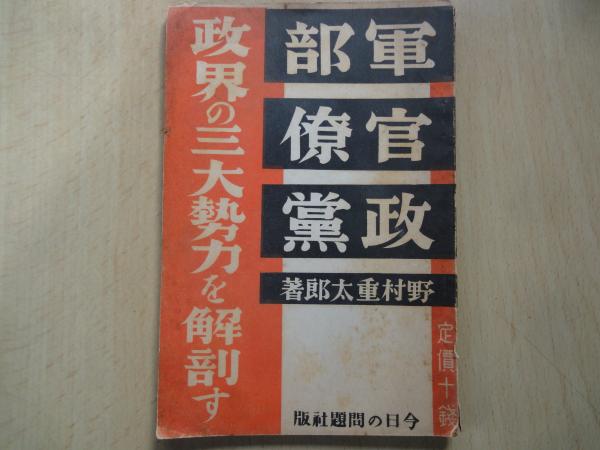 軍部
官僚
政黨
野村重太郎著
政界の三大勢力を解剖す
定價十錢
今日の問題社版